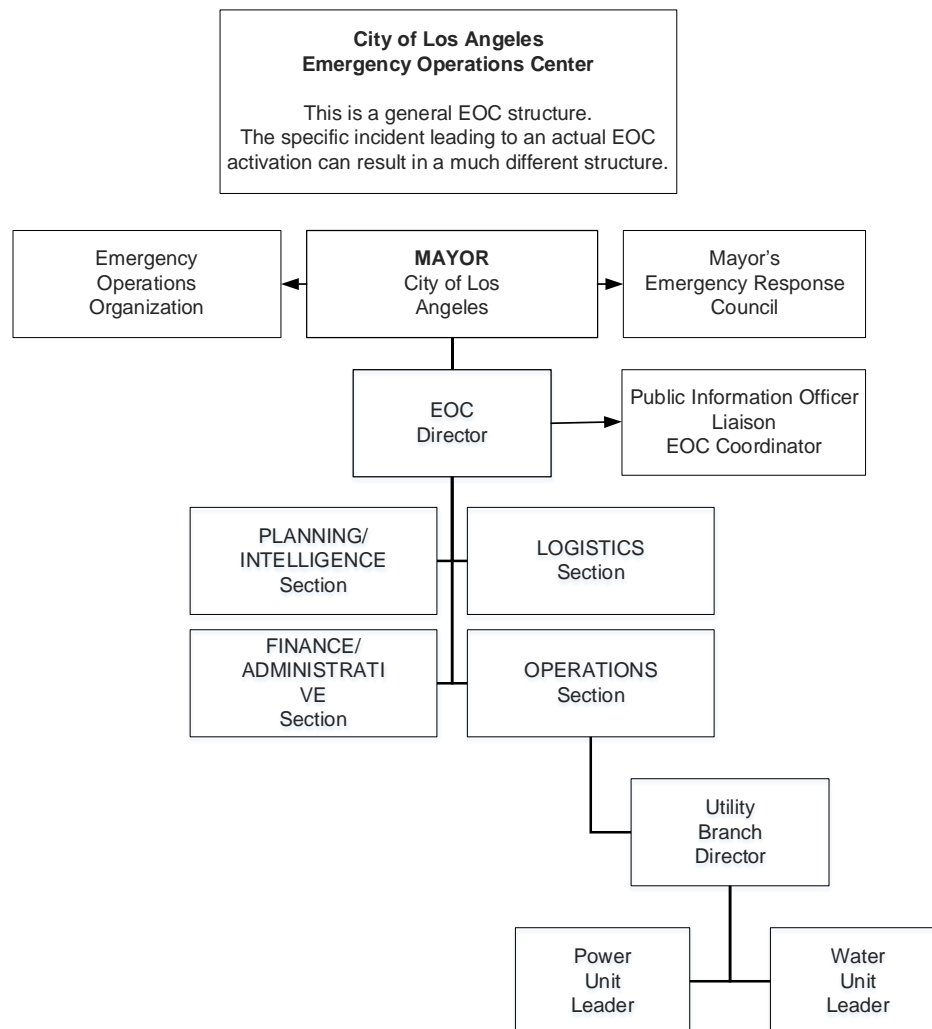 City of Los Angeles
Emergency Operations Center
This is a general EOC structure.
The specific incident leading to an actual EOC
activation can result in a much different structure.
Emergency
Operations
Organization
MAYOR
City of Los
Angeles
Mayor's
Emergency Response
Council
EOC
Director
Public Information Officer
Liaison
EOC Coordinator
PLANNING/
INTELLIGENCE
Section
LOGISTICS
Section
FINANCE/
ADMINISTRATI
VE
Section
OPERATIONS
Section
Utility
Branch
Director
Power
Unit
Leader
Water
Unit
Leader